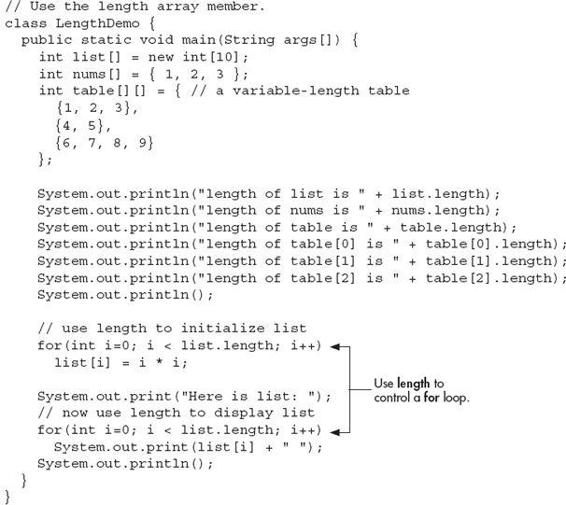 // Use the length array member.
class LengthDemo {
  public static void main(String args[]) {
    int list[] = new int[10];
    int nums[] = { 1, 2, 3 };
    int table[][] = { // a variable-length table
      {1, 2, 3},
      {4, 5},
      {6, 7, 8, 9}
    };

    System.out.println("length of list is " + list.length);
    System.out.println("length of nums is " + nums.length);
    System.out.println("length of table is " + table.length);
    System.out.println("length of table[0] is " + table[0].length);
    System.out.println("length of table[1] is " + table[1].length);
    System.out.println("length of table[2] is " + table[2].length);
    System.out.println();

    // use length to initialize list
    for(int i=0; i < list.length; i++)
      list[i] = i * i;

    System.out.print("Here is list: ");
    // now use length to display list
    for(int i=0; i < list.length; i++)
      System.out.print(list[i] + " ");
    System.out.println();
  }
}
Use length to
control a for loop.